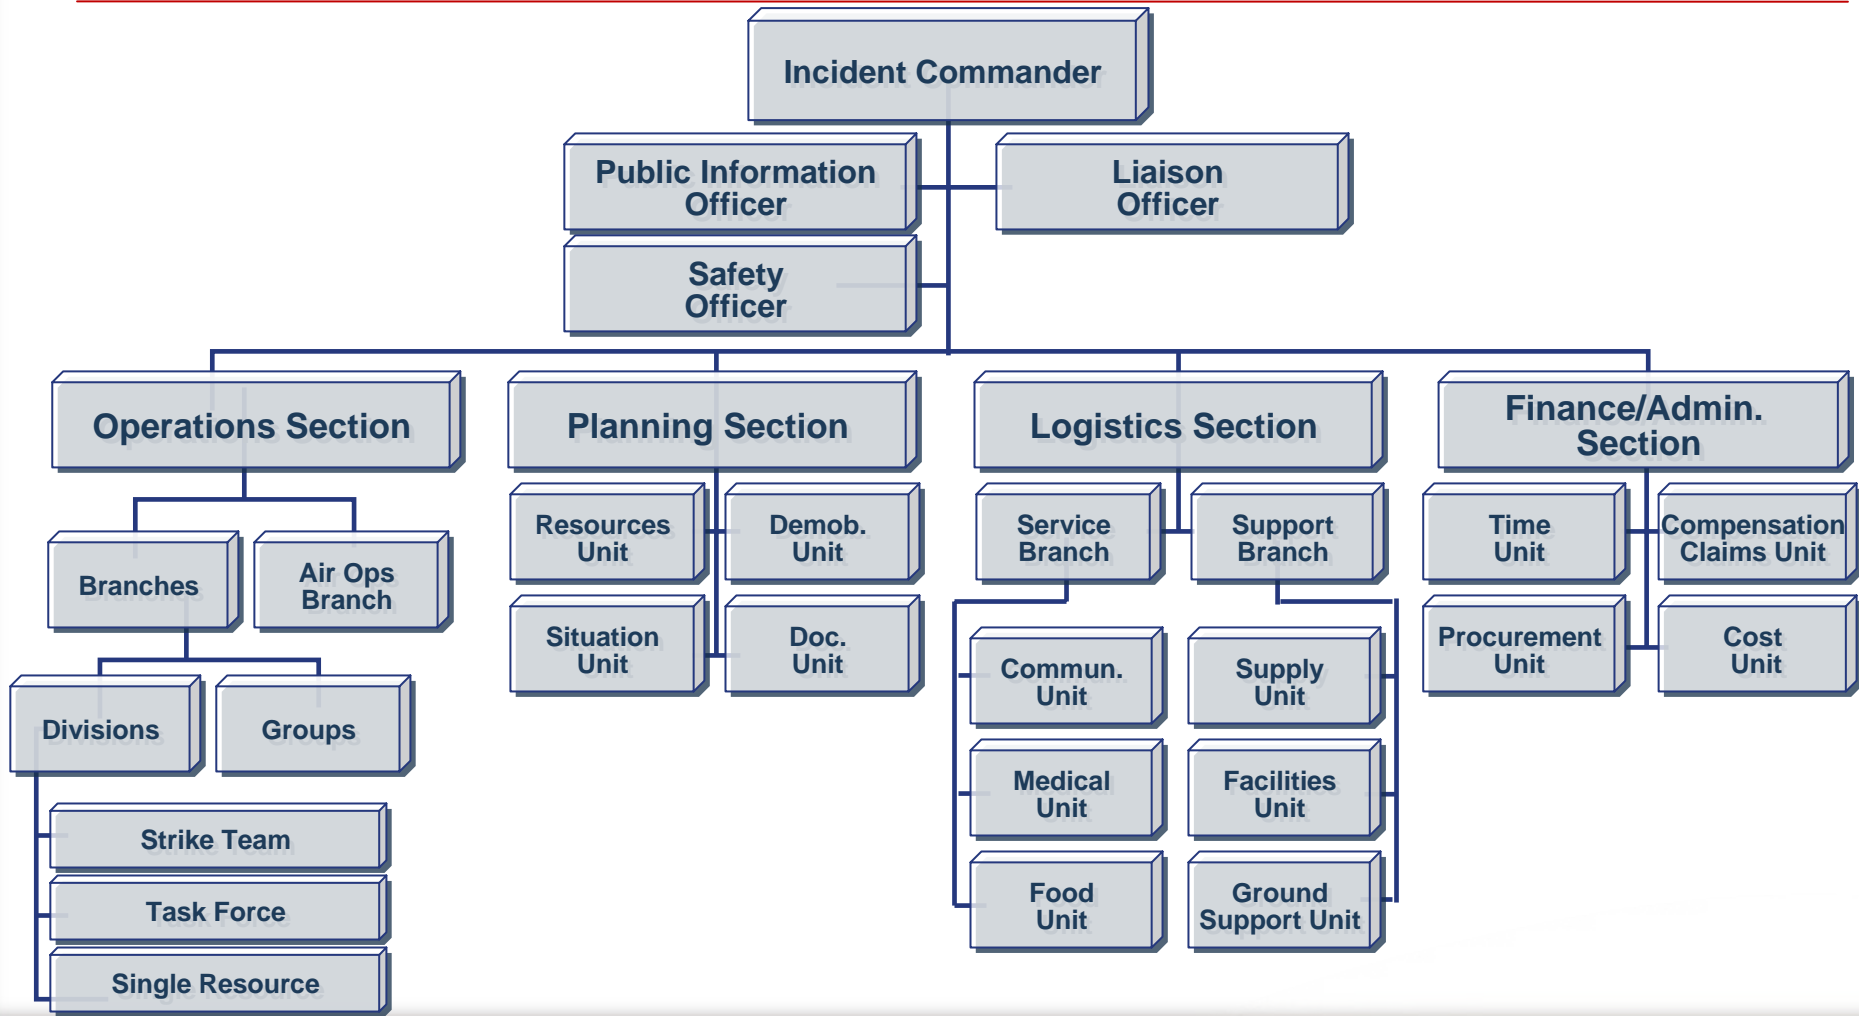 Incident Commander
Public Information
Officer
Liaison
Officer
Safety
Officer
Operations Section
Planning Section
Logistics Section
Finance/Admin.
Section
Branches
Air Ops
Branch
Divisions
Groups
Strike Team
Task Force
Single Resource
Resources
Unit
Demob.
Unit
Situation
Unit
Doc.
Unit
Service
Branch
Support
Branch
Commun.
Unit
Supply
Unit
Medical
Unit
Facilities
Unit
Food
Unit
Ground
Support Unit
Time
Unit
Compensation
Claims Unit
Procurement
Unit
Cost
Unit